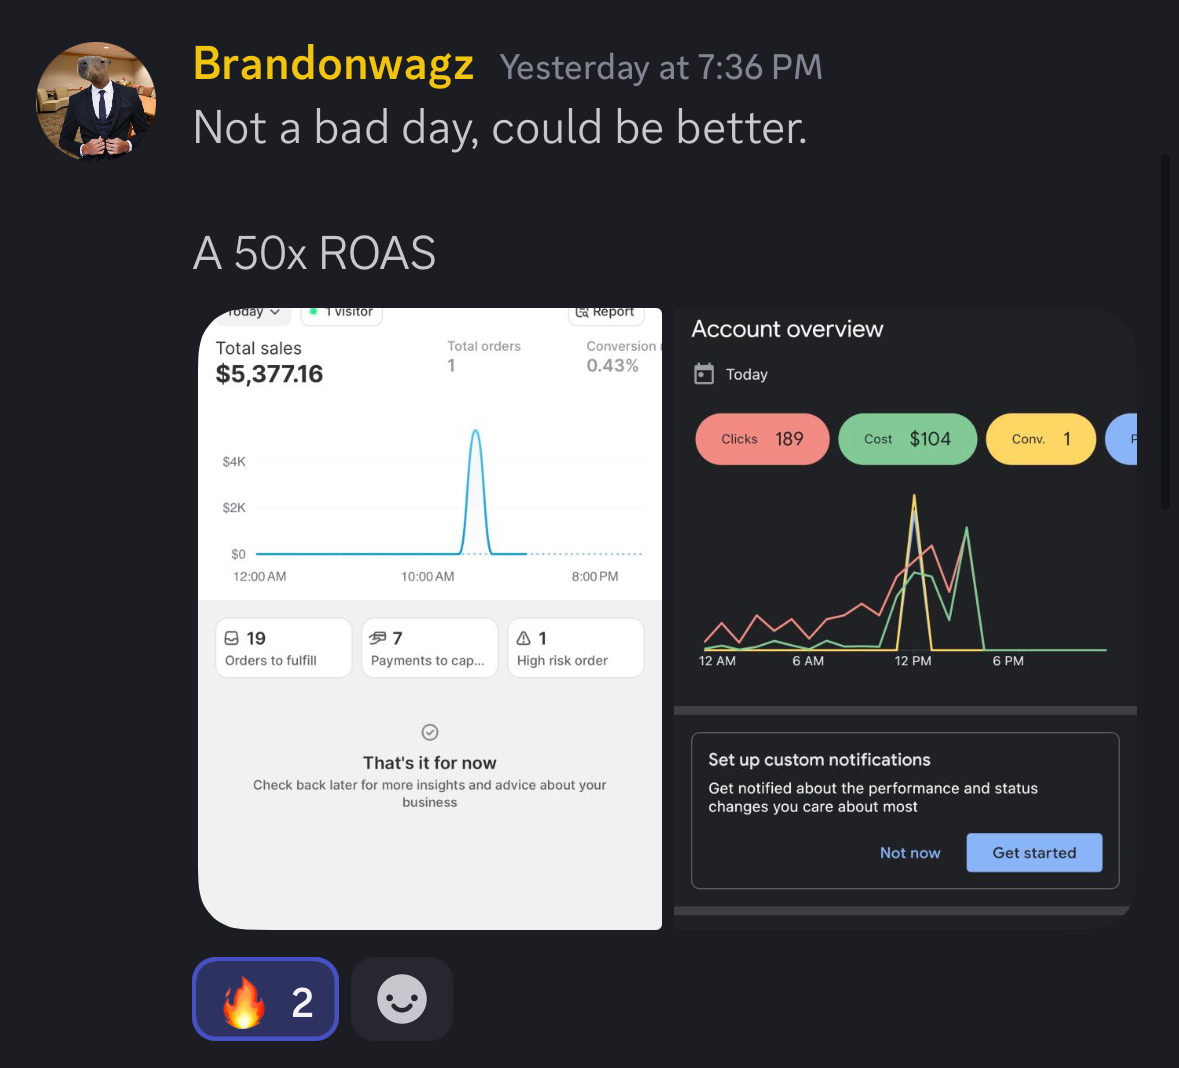 Brandonwagz Yesterday at 7:36 PM
Not a bad day, could be better.
A 50x ROAS
Today 1 visitor Report
Total sales Total orders Conversion
$5,377.16 1 0.43%
$4K
$2K
$0
12:00 AM 10:00 AM 8:00 PM
19 7 1
Orders to fulfill Payments to cap... High risk order
That's it for now
Check back later for more insights and advice about your
business
Account overview
Today
Clicks 189 Cost $104 Conv. 1 P
12 AM 6 AM 12 PM 6 PM
Set up custom notifications
Get notified about the performance and status
changes you care about most
Not now Get started
2